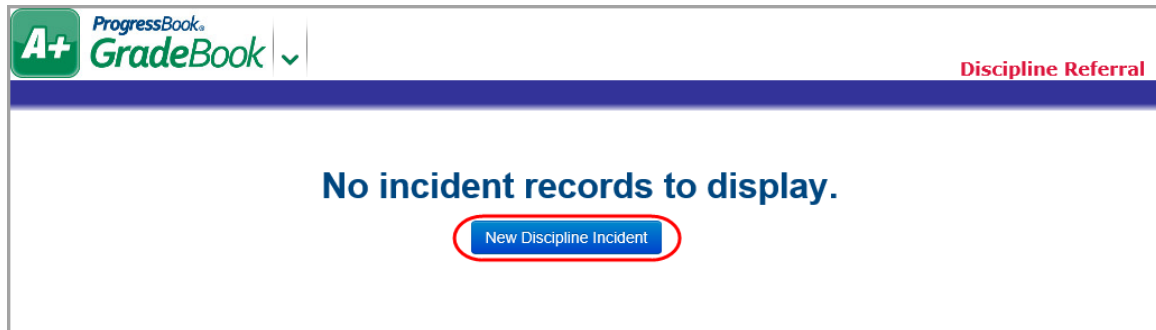 A+
ProgressBook®
GradeBook
Discipline Referral
No incident records to display.
New Discipline Incident